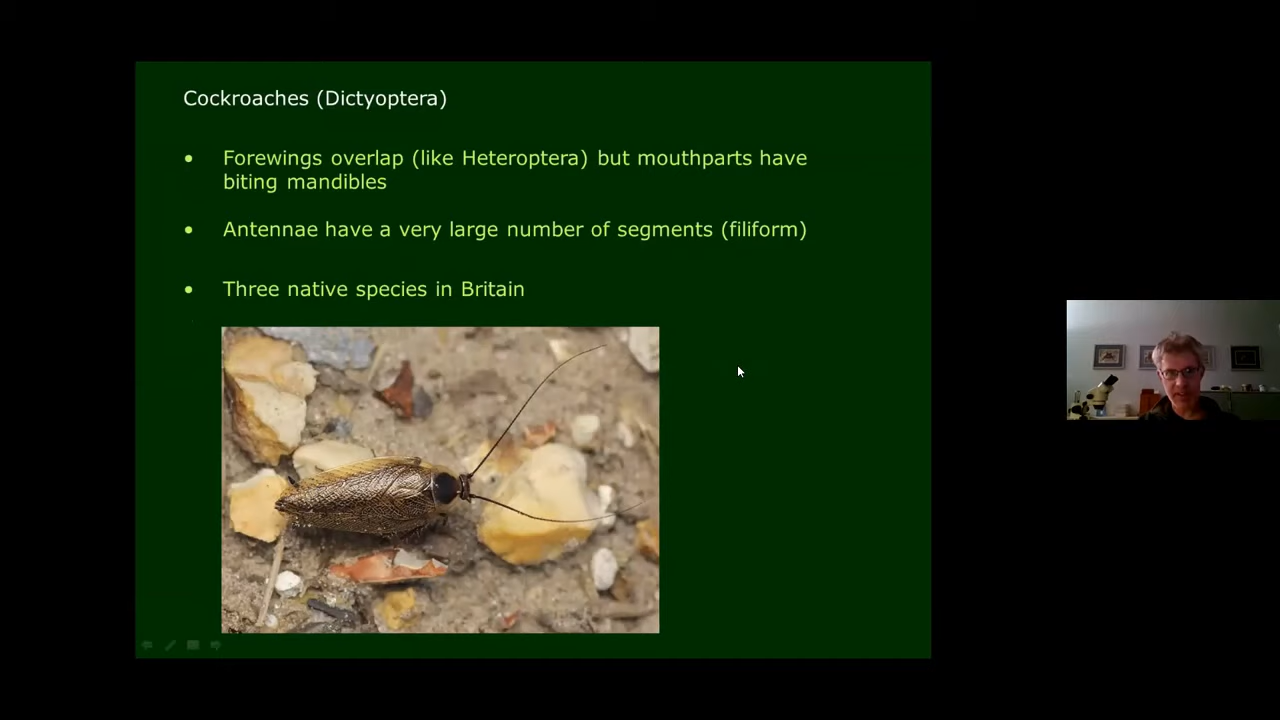 Cockroaches (Dictyoptera)
• Forewings overlap (like Heteroptera) but mouthparts have
biting mandibles
• Antennae have a very large number of segments (filiform)
• Three native species in Britain